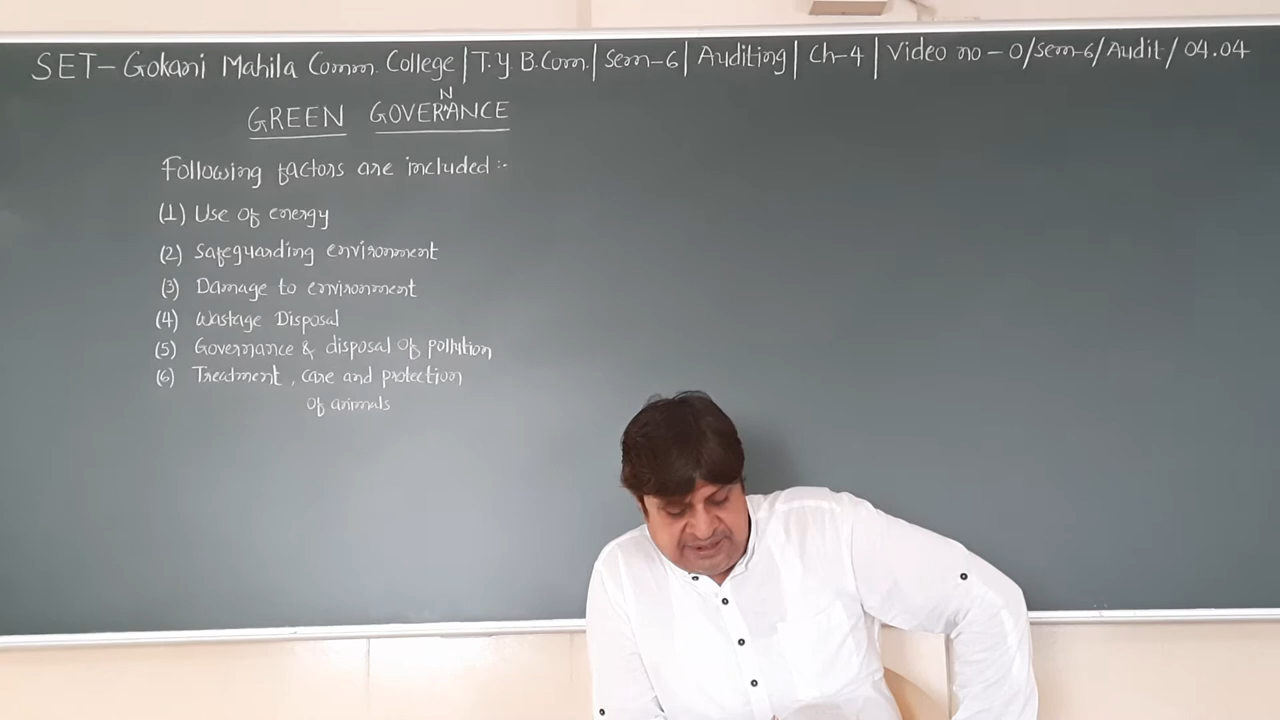 SET-Gokani Mahila Comm. College | T.Y. B.Com. | Sem-6 | Auditing | Ch-4 | Video no - 0/sem-6/Audit/04.04
GREEN GOVERNANCE
Following factors are included :-
(1) Use of energy
(2) Safeguarding environment
(3) Damage to environment
(4) Wastage Disposal
(5) Governance & disposal of pollution
(6) Treatment, care and protection
of animals